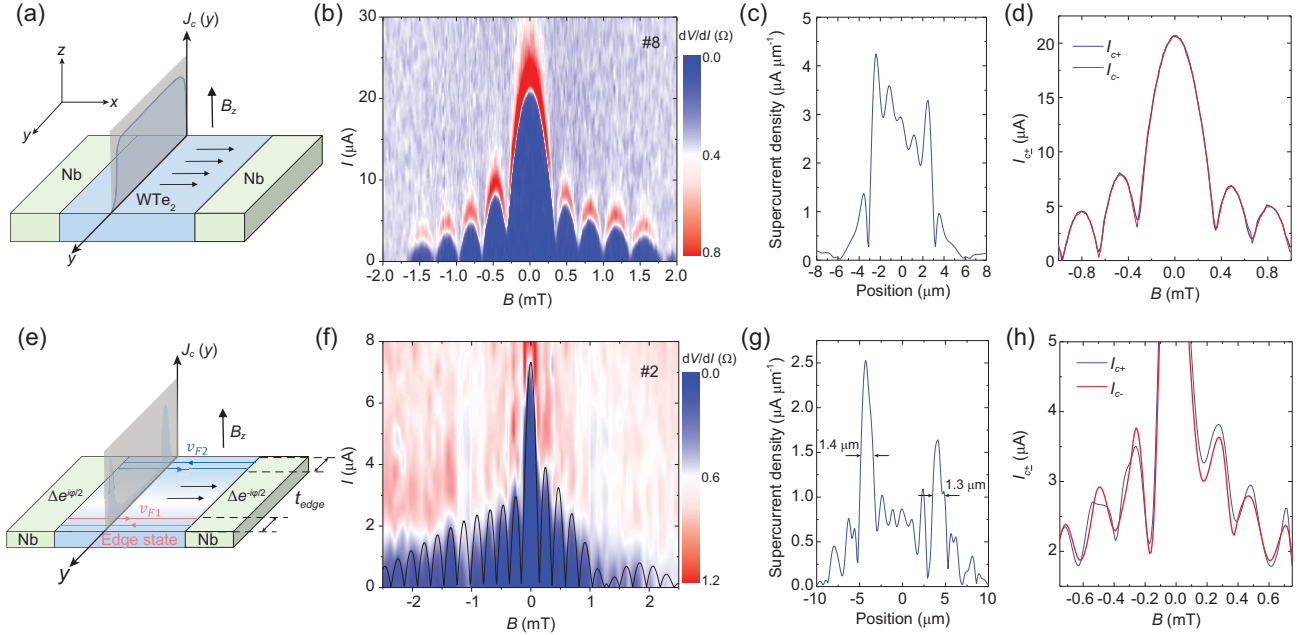 (a)
J_c (y)
z
x
y
B_z
Nb
Nb
WTe_2
y
(b)
#8
I (µA)
30
20
10
0
-2.0 -1.5 -1.0 -0.5 0.0 0.5 1.0 1.5 2.0
B (mT)
dV/dI (Ω)
0.0
0.4
0.8
(c)
Supercurrent density (µA µm⁻¹)
5
4
3
2
1
0
-8 -6 -4 -2 0 2 4 6 8
Position (µm)
(d)
I_c+
I_c-
I_c± (µA)
20
15
10
5
0
-0.8 -0.4 0.0 0.4 0.8
B (mT)
(e)
J_c (y)
B_z
v_F2
Δe^{iφ/2}
Δe^{-iφ/2}
t_edge
v_F1
Nb
Edge state
Nb
y
(f)
#2
I (µA)
8
6
4
2
0
-2 -1 0 1 2
B (mT)
dV/dI (Ω)
0.0
0.6
1.2
(g)
Supercurrent density (µA µm⁻¹)
3.0
2.5
2.0
1.5
1.0
0.5
0.0
1.4 µm
1.3 µm
-10 -5 0 5 10
Position (µm)
(h)
I_c+
I_c-
I_c± (µA)
5
4
3
2
-0.6 -0.4 -0.2 0.0 0.2 0.4 0.6
B (mT)